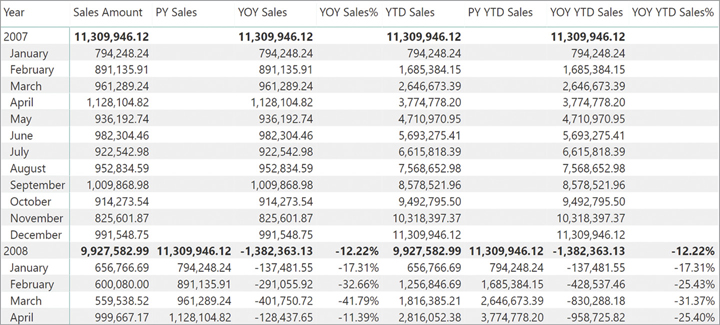 Year Sales Amount PY Sales YOY Sales YOY Sales% YTD Sales PY YTD Sales YOY YTD Sales YOY YTD Sales%
2007 11,309,946.12 11,309,946.12 11,309,946.12 11,309,946.12
January 794,248.24 794,248.24 794,248.24 794,248.24
February 891,135.91 891,135.91 1,685,384.15 1,685,384.15
March 961,289.24 961,289.24 2,646,673.39 2,646,673.39
April 1,128,104.82 1,128,104.82 3,774,778.20 3,774,778.20
May 936,192.74 936,192.74 4,710,970.95 4,710,970.95
June 982,304.46 982,304.46 5,693,275.41 5,693,275.41
July 922,542.98 922,542.98 6,615,818.39 6,615,818.39
August 952,834.59 952,834.59 7,568,652.98 7,568,652.98
September 1,009,868.98 1,009,868.98 8,578,521.96 8,578,521.96
October 914,273.54 914,273.54 9,492,795.50 9,492,795.50
November 825,601.87 825,601.87 10,318,397.37 10,318,397.37
December 991,548.75 991,548.75 11,309,946.12 11,309,946.12
2008 9,927,582.99 11,309,946.12 -1,382,363.13 -12.22% 9,927,582.99 11,309,946.12 -1,382,363.13 -12.22%
January 656,766.69 794,248.24 -137,481.55 -17.31% 656,766.69 794,248.24 -137,481.55 -17.31%
February 600,080.00 891,135.91 -291,055.92 -32.66% 1,256,846.69 1,685,384.15 -428,537.46 -25.43%
March 559,538.52 961,289.24 -401,750.72 -41.79% 1,816,385.21 2,646,673.39 -830,288.18 -31.37%
April 999,667.17 1,128,104.82 -128,437.65 -11.39% 2,816,052.38 3,774,778.20 -958,725.82 -25.40%